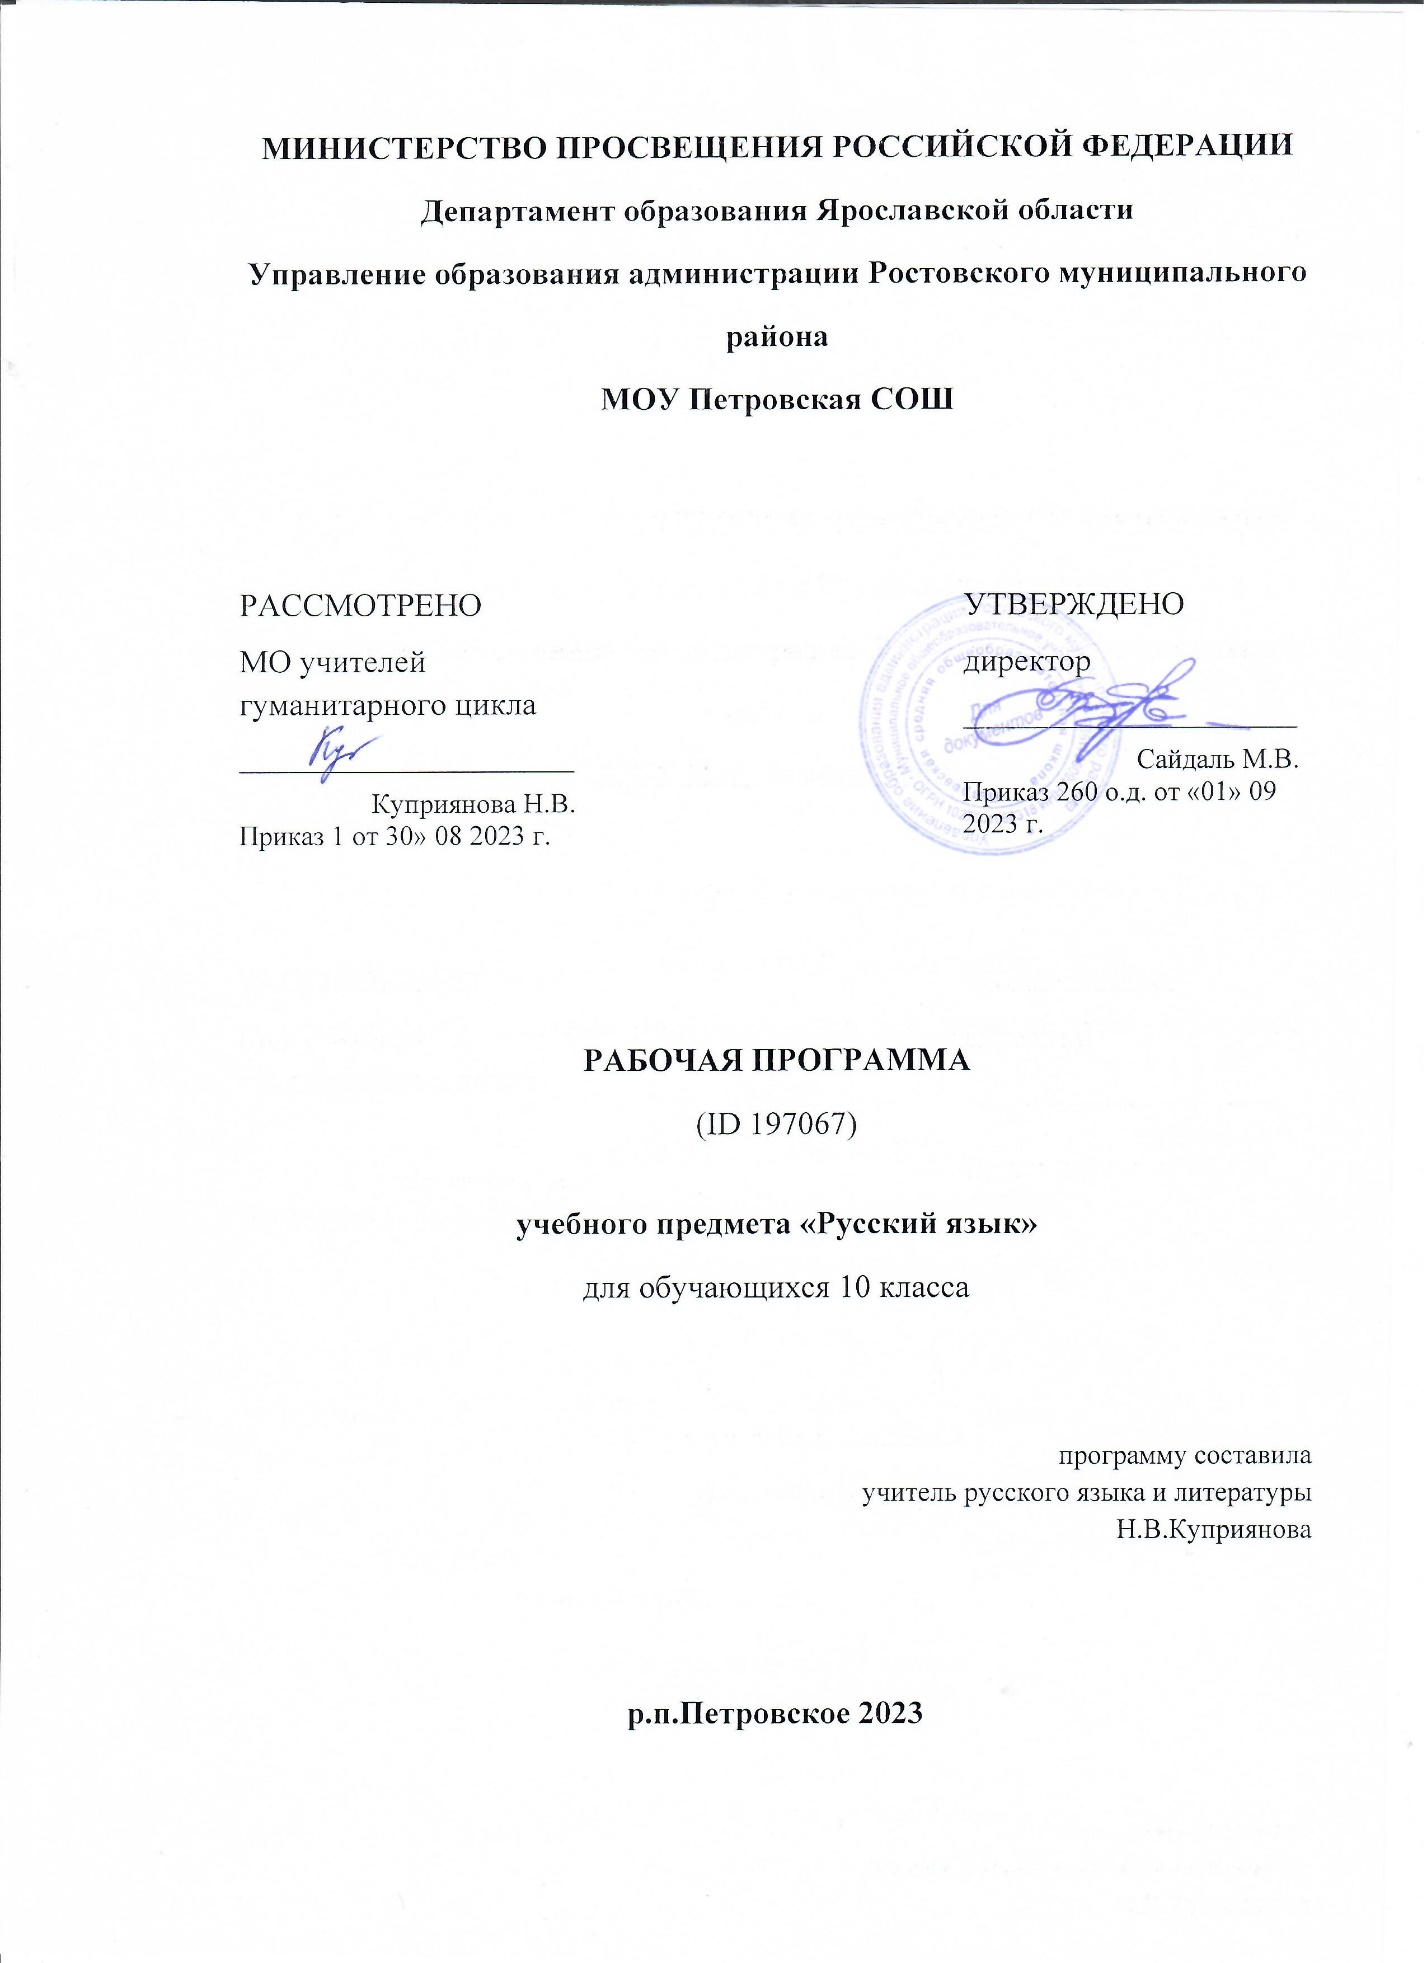 МИНИСТЕРСТВО ПРОСВЕЩЕНИЯ РОССИЙСКОЙ ФЕДЕРАЦИИ
Департамент образования Ярославской области
Управление образования администрации Ростовского муниципального
района
МОУ Петровская СОШ
РАССМОТРЕНО
МО учителей
гуманитарного цикла
Куприянова Н.В.
Приказ 1 от 30» 08 2023 г.
УТВЕРЖДЕНО
директор
Сайдаль М.В.
Приказ 260 о.д. от «01» 09
2023 г.
Для
документов
РАБОЧАЯ ПРОГРАММА
(ID 197067)
учебного предмета «Русский язык»
для обучающихся 10 класса
программу составила
учитель русского языка и литературы
Н.В.Куприянова
р.п.Петровское 2023